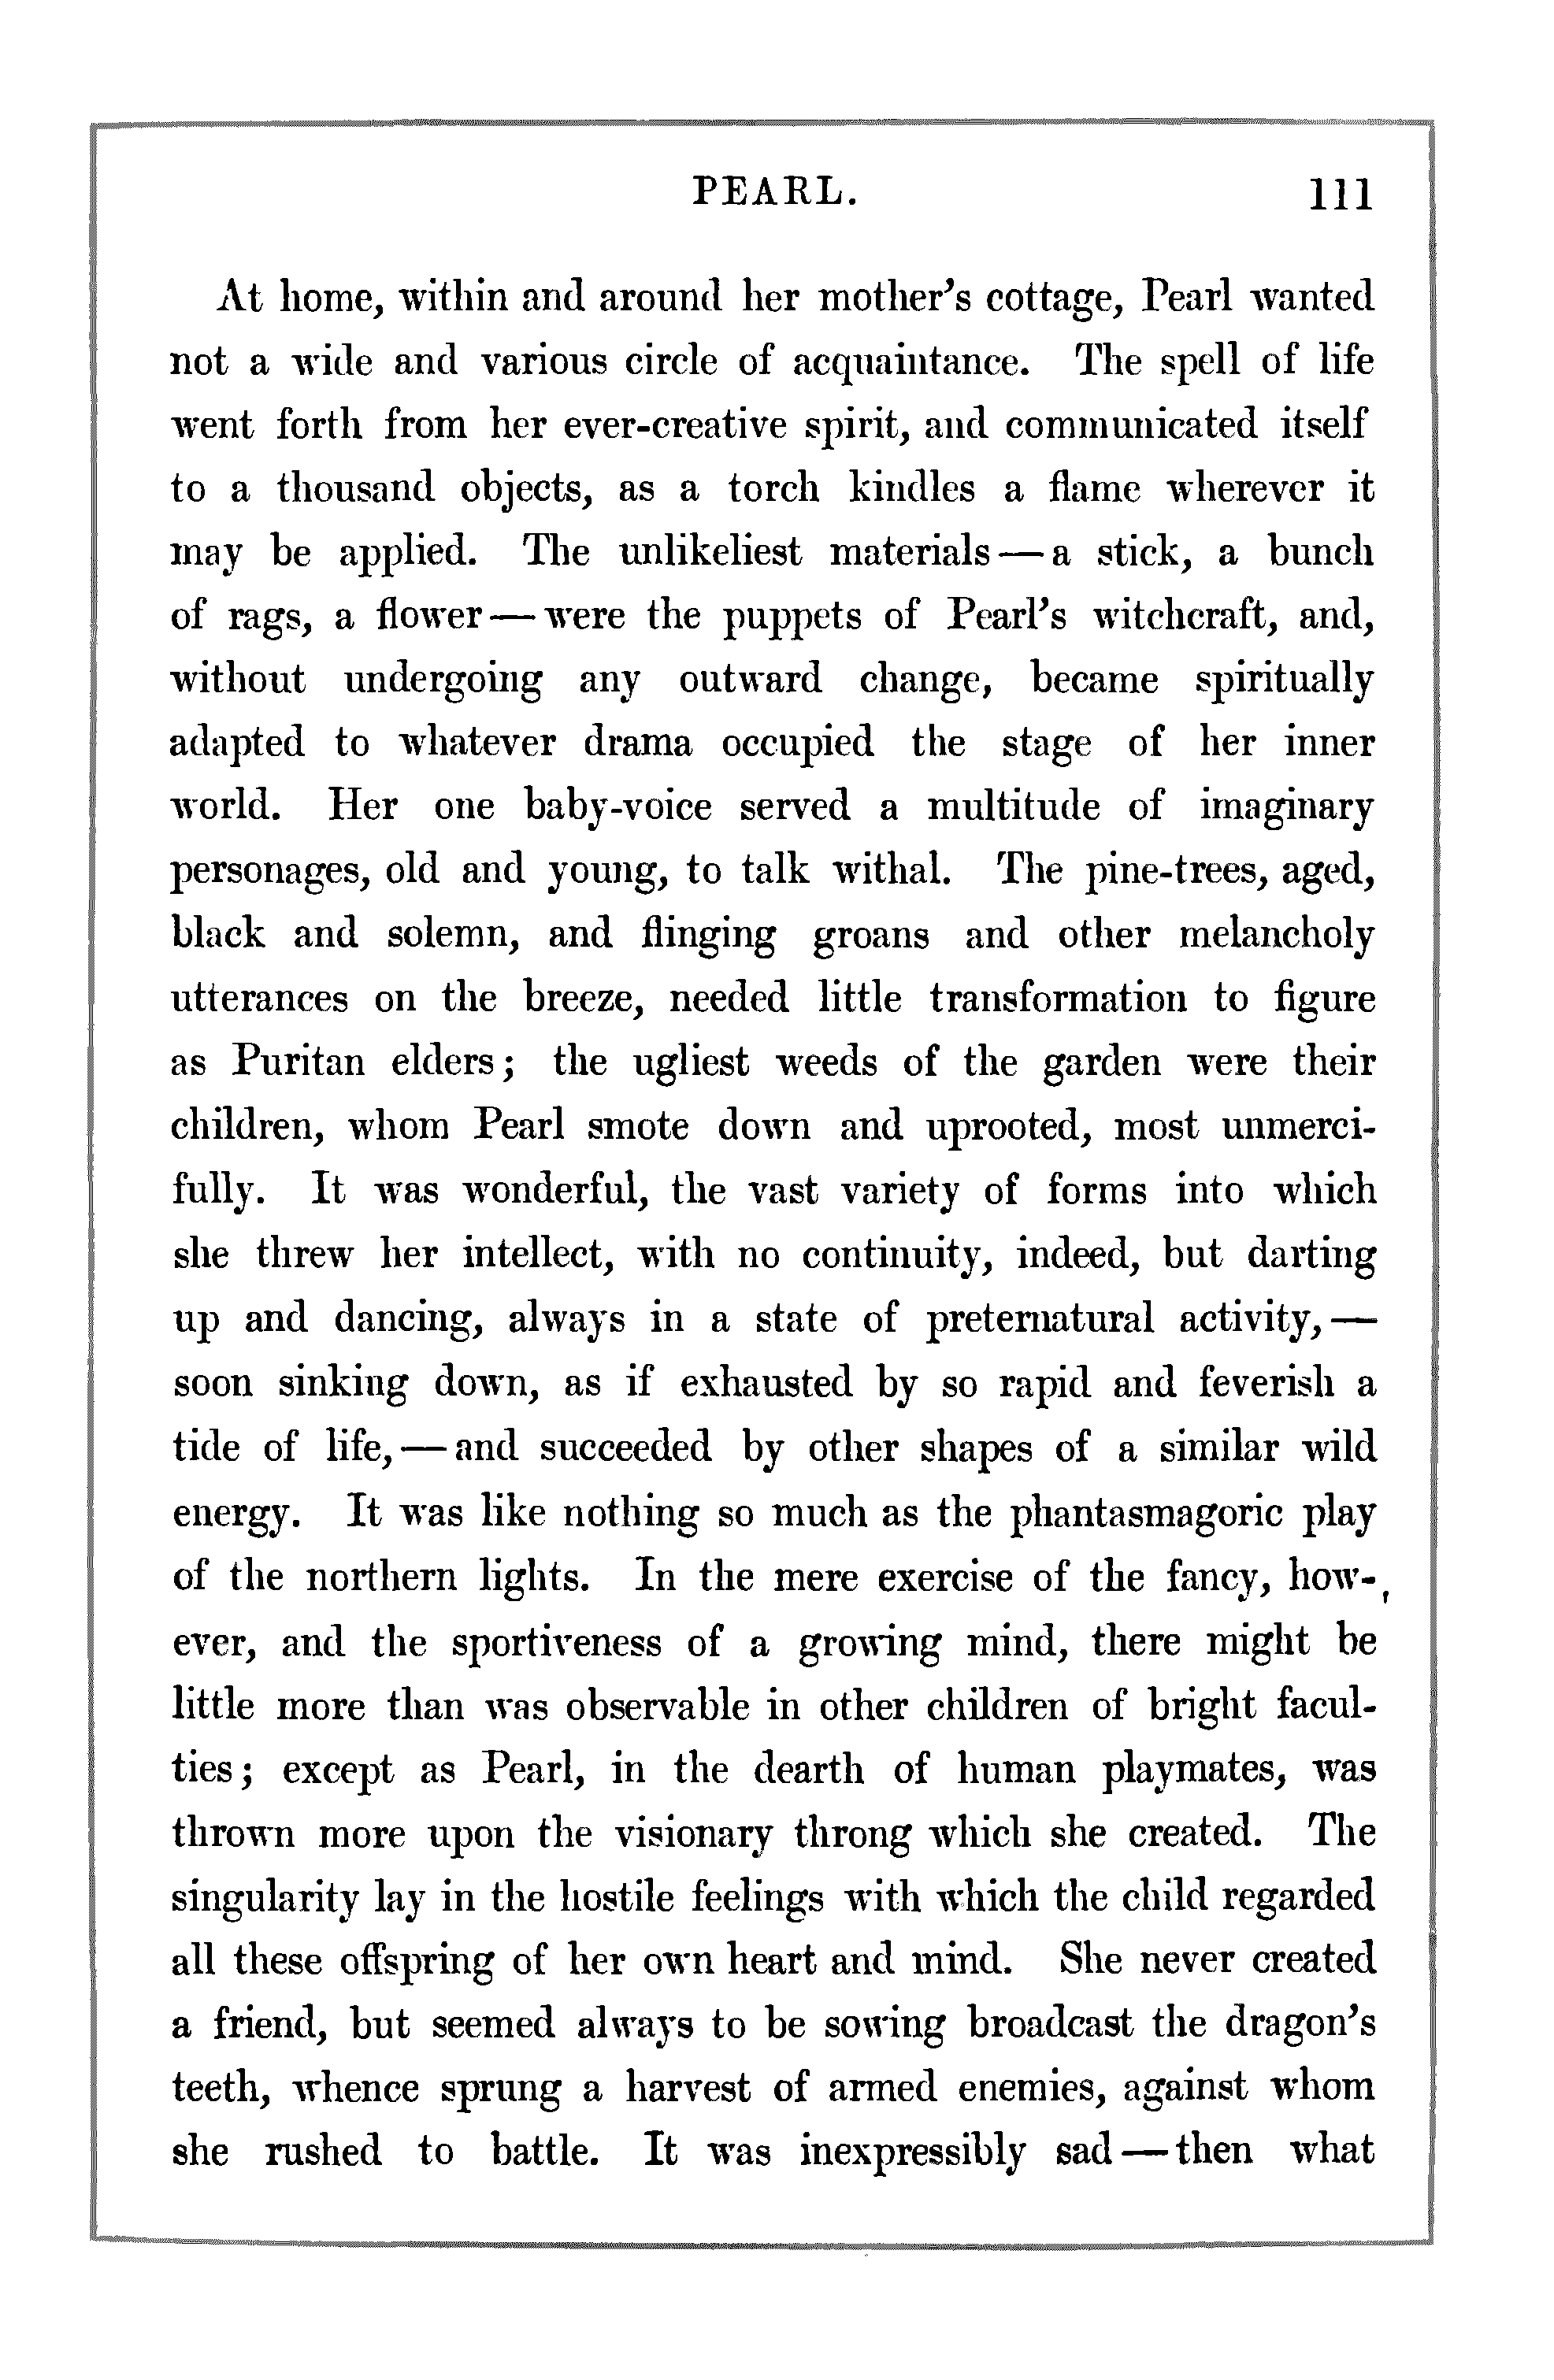 PEARL. 111
At home, within and around her mother's cottage, Pearl wanted
not a wide and various circle of acquaintance. The spell of life
went forth from her ever-creative spirit, and communicated itself
to a thousand objects, as a torch kindles a flame wherever it
may be applied. The unlikeliest materials — a stick, a bunch
of rags, a flower — were the puppets of Pearl's witchcraft, and,
without undergoing any outward change, became spiritually
adapted to whatever drama occupied the stage of her inner
world. Her one baby-voice served a multitude of imaginary
personages, old and young, to talk withal. The pine-trees, aged,
black and solemn, and flinging groans and other melancholy
utterances on the breeze, needed little transformation to figure
as Puritan elders; the ugliest weeds of the garden were their
children, whom Pearl smote down and uprooted, most unmerci-
fully. It was wonderful, the vast variety of forms into which
she threw her intellect, with no continuity, indeed, but darting
up and dancing, always in a state of preternatural activity, —
soon sinking down, as if exhausted by so rapid and feverish a
tide of life, — and succeeded by other shapes of a similar wild
energy. It was like nothing so much as the phantasmagoric play
of the northern lights. In the mere exercise of the fancy, how-
ever, and the sportiveness of a growing mind, there might be
little more than was observable in other children of bright facul-
ties; except as Pearl, in the dearth of human playmates, was
thrown more upon the visionary throng which she created. The
singularity lay in the hostile feelings with which the child regarded
all these offspring of her own heart and mind. She never created
a friend, but seemed always to be sowing broadcast the dragon's
teeth, whence sprung a harvest of armed enemies, against whom
she rushed to battle. It was inexpressibly sad — then what